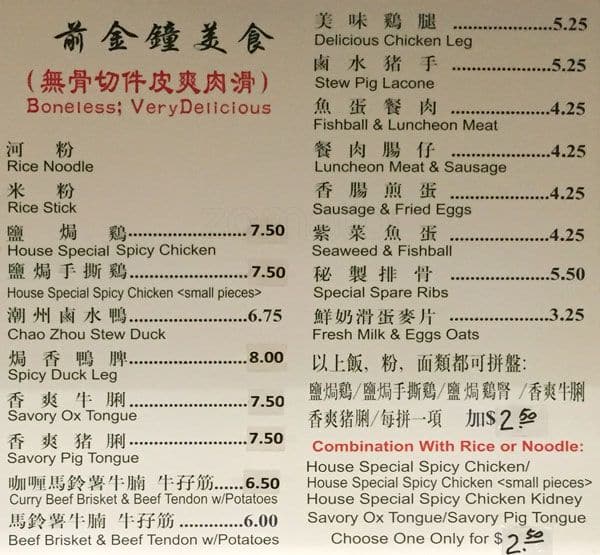 前金鐘美食
(無骨切件皮爽肉滑)
Boneless; VeryDelicious
河 粉
Rice Noodle
米 粉
Rice Stick
鹽 焗 鷄..................7.50
House Special Spicy Chicken
鹽焗手撕鷄..................7.50
House Special Spicy Chicken <small pieces>
潮州鹵水鴨..................6.75
Chao Zhou Stew Duck
焗香鴨脾..................8.00
Spicy Duck Leg
香爽牛脷..................7.50
Savory Ox Tongue
香爽猪脷..................7.50
Savory Pig Tongue
咖喱馬鈴薯牛腩 牛孖筋......6.50
Curry Beef Brisket & Beef Tendon w/Potatoes
馬鈴薯牛腩 牛孖筋..........6.00
Beef Brisket & Beef Tendon w/Potatoes
美味鷄腿..................5.25
Delicious Chicken Leg
鹵水猪手..................5.25
Stew Pig Lacone
魚蛋餐肉..................4.25
Fishball & Luncheon Meat
餐肉腸仔..................4.25
Luncheon Meat & Sausage
香腸煎蛋..................4.25
Sausage & Fried Eggs
紫菜魚蛋..................4.25
Seaweed & Fishball
秘製排骨..................5.50
Special Spare Ribs
鮮奶滑蛋麥片..................3.25
Fresh Milk & Eggs Oats
以上飯，粉，面類都可拼盤:
鹽焗鷄/鹽焗手撕鷄/鹽焗鷄腎/香爽牛脷
香爽猪脷/每拼一項 加$2.50
Combination With Rice or Noodle:
House Special Spicy Chicken/
House Special Spicy Chicken <small pieces>
House Special Spicy Chicken Kidney
Savory Ox Tongue/Savory Pig Tongue
Choose One Only for $2.50